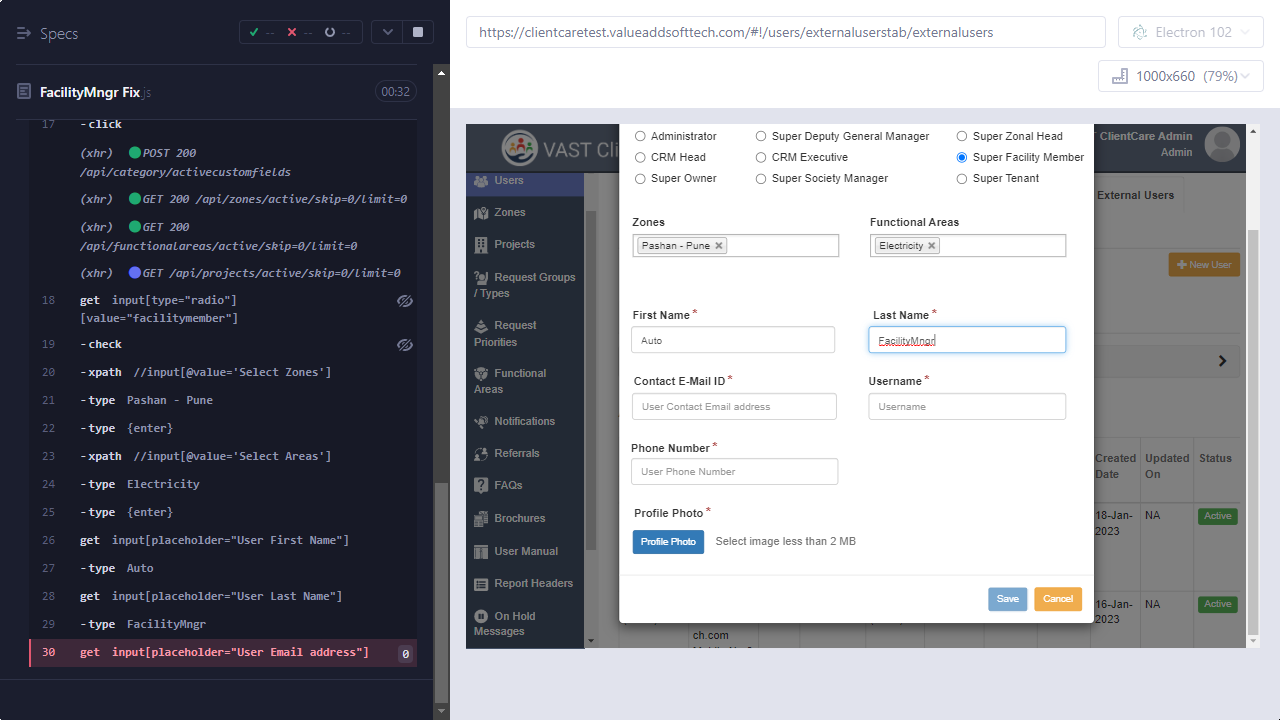 Specs
-- -- --
FacilityMngr Fix.js
00:32
17 -click
(xhr) POST 200
/api/category/activecustomfields
(xhr) GET 200 /api/zones/active/skip=0/limit=0
(xhr) GET 200
/api/functionalareas/active/skip=0/limit=0
(xhr) GET /api/projects/active/skip=0/limit=0
18 get input[type="radio"]
[value="facilitymember"]
19 -check
20 -xpath //input[@value='Select Zones']
21 -type Pashan - Pune
22 -type {enter}
23 -xpath //input[@value='Select Areas']
24 -type Electricity
25 -type {enter}
26 get input[placeholder="User First Name"]
27 -type Auto
28 get input[placeholder="User Last Name"]
29 -type FacilityMngr
30 get input[placeholder="User Email address"] 0
https://clientcaretest.valueaddsofttech.com/#!/users/externaluserstab/externalusers
Electron 102
1000x660 (79%)
VAST Cli
ClientCare Admin
Admin
Users
Zones
Projects
Request Groups
/ Types
Request
Priorities
Functional
Areas
Notifications
Referrals
FAQs
Brochures
User Manual
Report Headers
On Hold
Messages
Administrator Super Deputy General Manager Super Zonal Head
CRM Head CRM Executive Super Facility Member
Super Owner Super Society Manager Super Tenant
Zones Functional Areas
Pashan - Pune × Electricity ×
First Name * Last Name *
Auto FacilityMngr
Contact E-Mail ID * Username *
User Contact Email address Username
Phone Number *
User Phone Number
Profile Photo *
Profile Photo Select image less than 2 MB
Save Cancel
External Users
+ New User
Created
Date
Updated
On
Status
18-Jan-
2023
NA
Active
16-Jan-
2023
NA
Active
ch.com